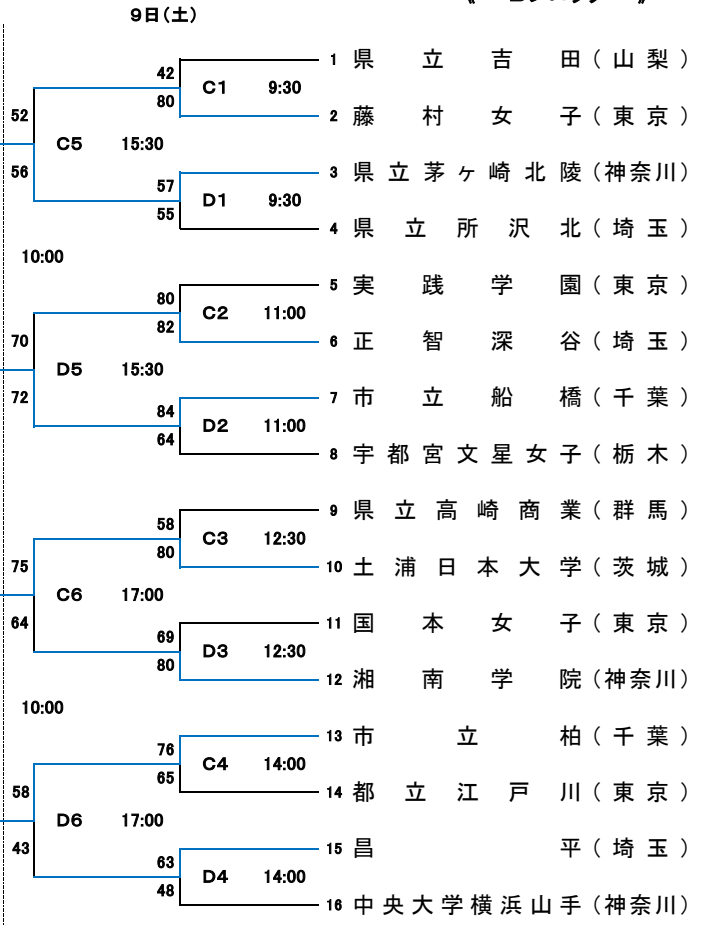 9日(土)
1 県立吉田(山梨)
42
C1 9:30
80
52
2 藤村女子(東京)
C5 15:30
56
3 県立茅ヶ崎北陵(神奈川)
57
D1 9:30
55
4 県立所沢北(埼玉)
10:00
5 実践学園(東京)
80
C2 11:00
82
70
6 正智深谷(埼玉)
D5 15:30
72
7 市立船橋(千葉)
84
D2 11:00
64
8 宇都宮文星女子(栃木)
9 県立高崎商業(群馬)
58
C3 12:30
80
75
10 土浦日本大学(茨城)
C6 17:00
64
11 国本女子(東京)
69
D3 12:30
80
12 湘南学院(神奈川)
10:00
13 市立柏(千葉)
76
C4 14:00
65
58
14 都立江戸川(東京)
D6 17:00
43
15 昌平(埼玉)
63
D4 14:00
48
16 中央大学横浜山手(神奈川)